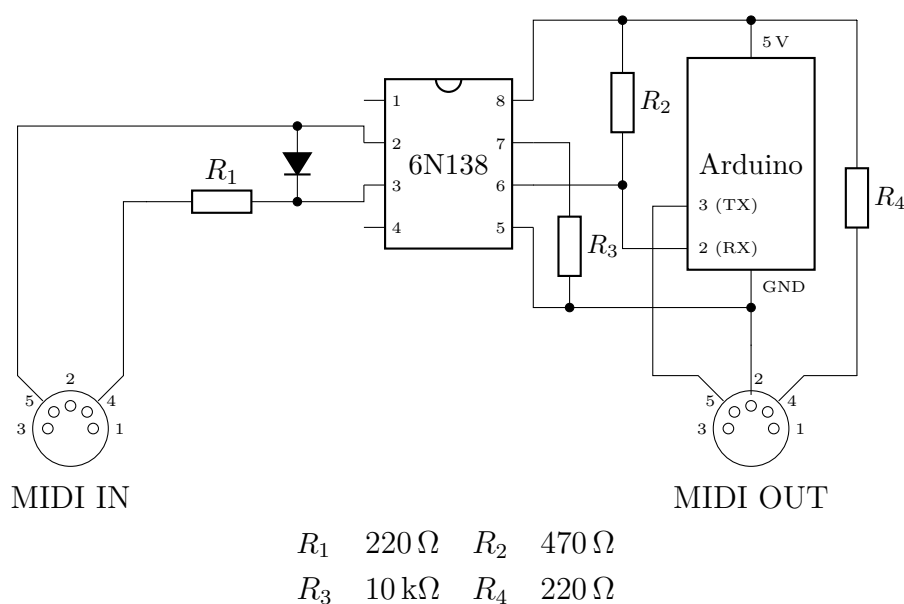 5 V
1
2
3
4
6N138
8
7
6
5
R1
R2
R3
R4
Arduino
3 (TX)
2 (RX)
GND
2
5
4
3
1
MIDI IN
2
5
4
3
1
MIDI OUT
R1 220 Ω R2 470 Ω
R3 10 kΩ R4 220 Ω